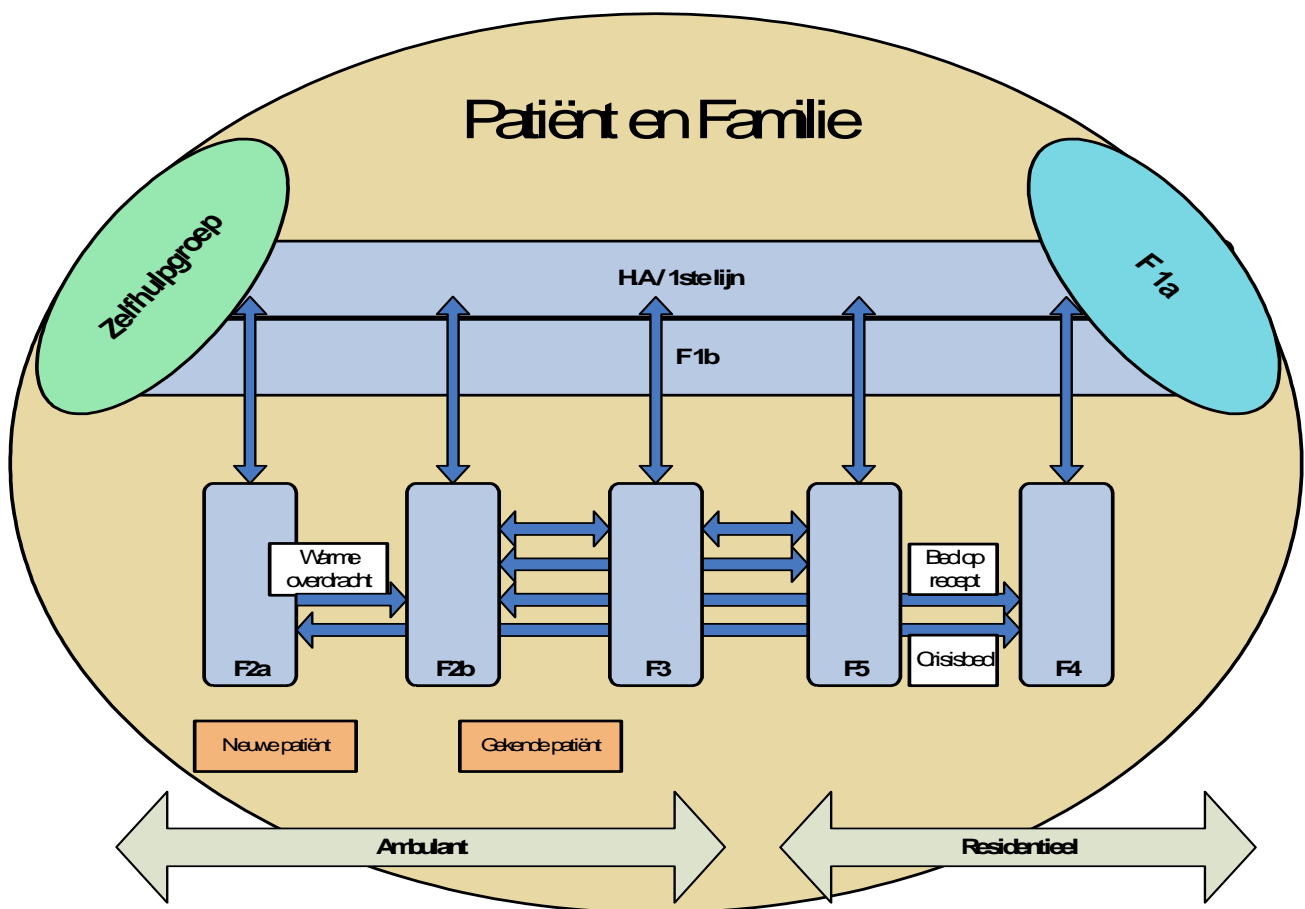 Patiënt en Familie
Zelfhulpgroep
H.A./ 1ste lijn
F1a
F1b
Warme
overdracht
Bed op
recept
Crisisbed
F2a
F2b
F3
F5
F4
Nieuwe patiënt
Gekende patiënt
Ambulant
Residentieel